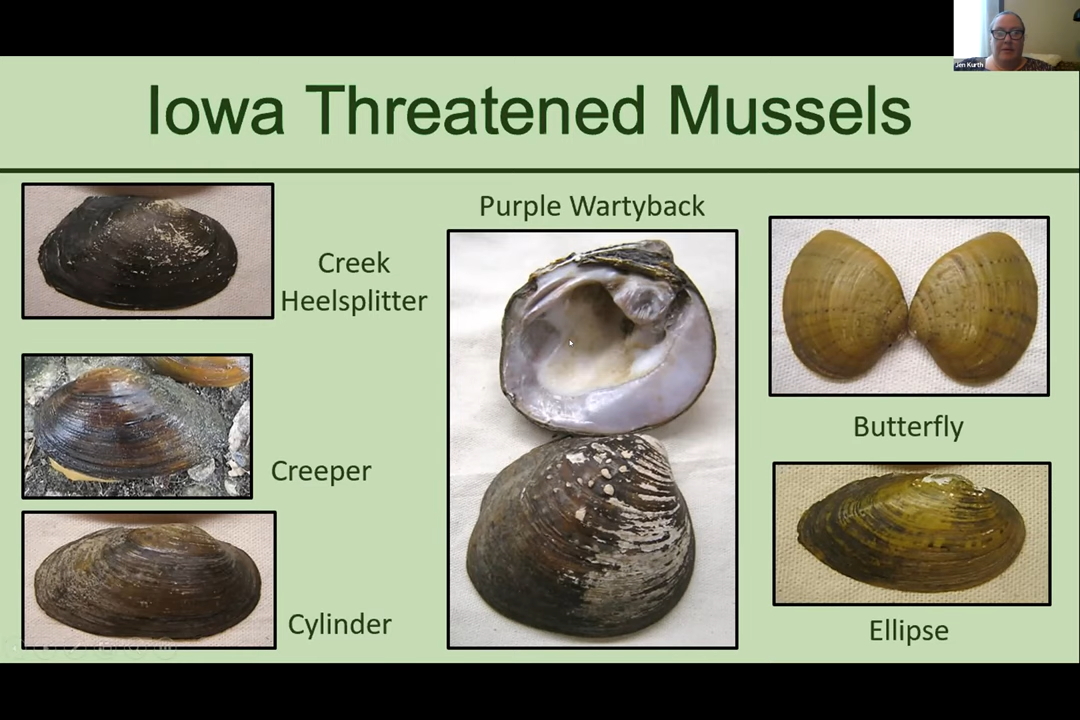 Jen Kurth
Iowa Threatened Mussels
Purple Wartyback
Creek
Heelsplitter
Creeper
Cylinder
Butterfly
Ellipse